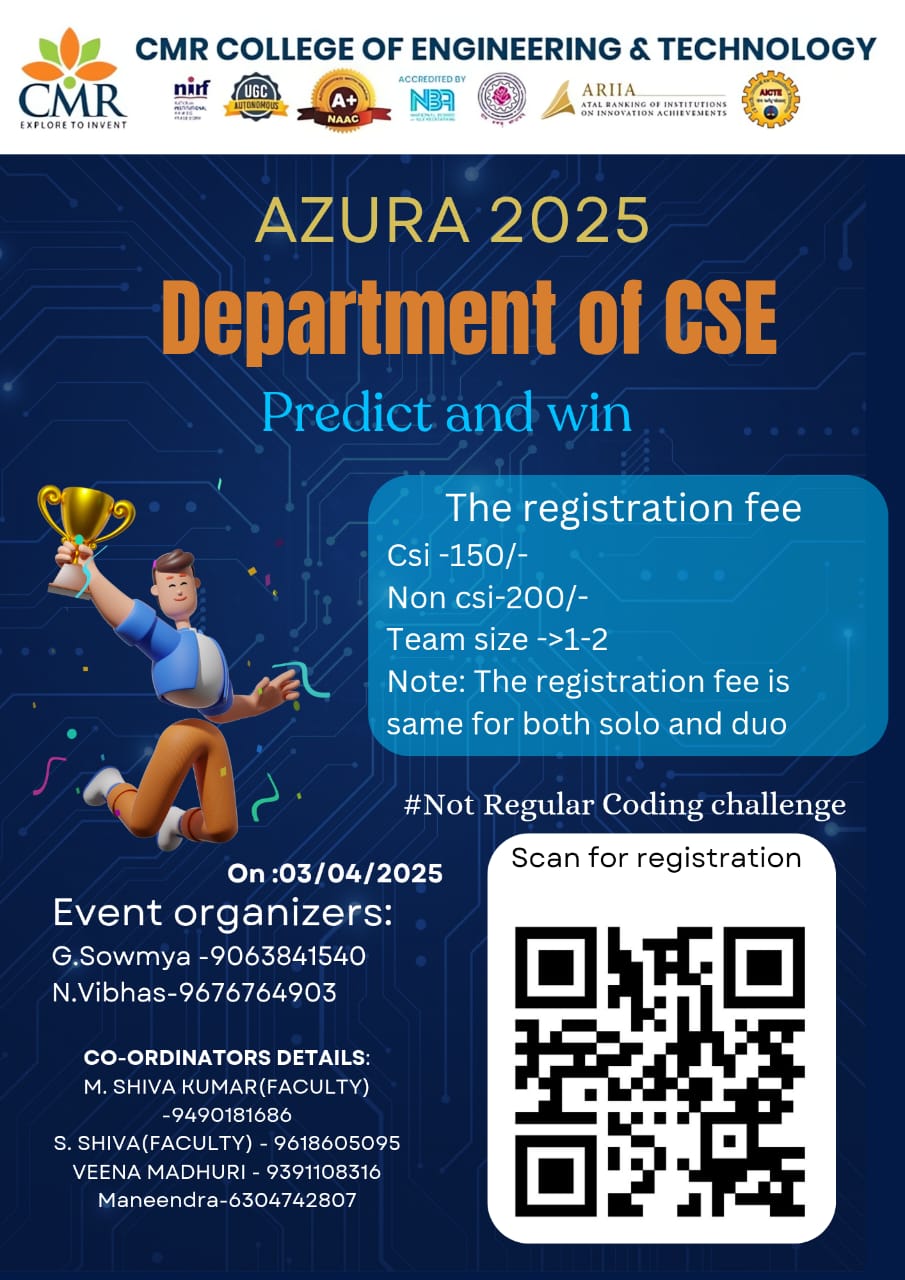 CMR COLLEGE OF ENGINEERING & TECHNOLOGY
CMR
EXPLORE TO INVENT
nirf
UGC
AUTONOMOUS
A+
NAAC
ACCREDITED BY
NBA
ARIIA
ATAL RANKING OF INSTITUTIONS
ON INNOVATION ACHIEVEMENTS
AICTE
AZURA 2025
Department of CSE
Predict and win
The registration fee
Csi -150/-
Non csi-200/-
Team size ->1-2
Note: The registration fee is
same for both solo and duo
#Not Regular Coding challenge
Scan for registration
On :03/04/2025
Event organizers:
G.Sowmya -9063841540
N.Vibhas-9676764903
CO-ORDINATORS DETAILS:
M. SHIVA KUMAR(FACULTY)
-9490181686
S. SHIVA(FACULTY) - 9618605095
VEENA MADHURI - 9391108316
Maneendra-6304742807